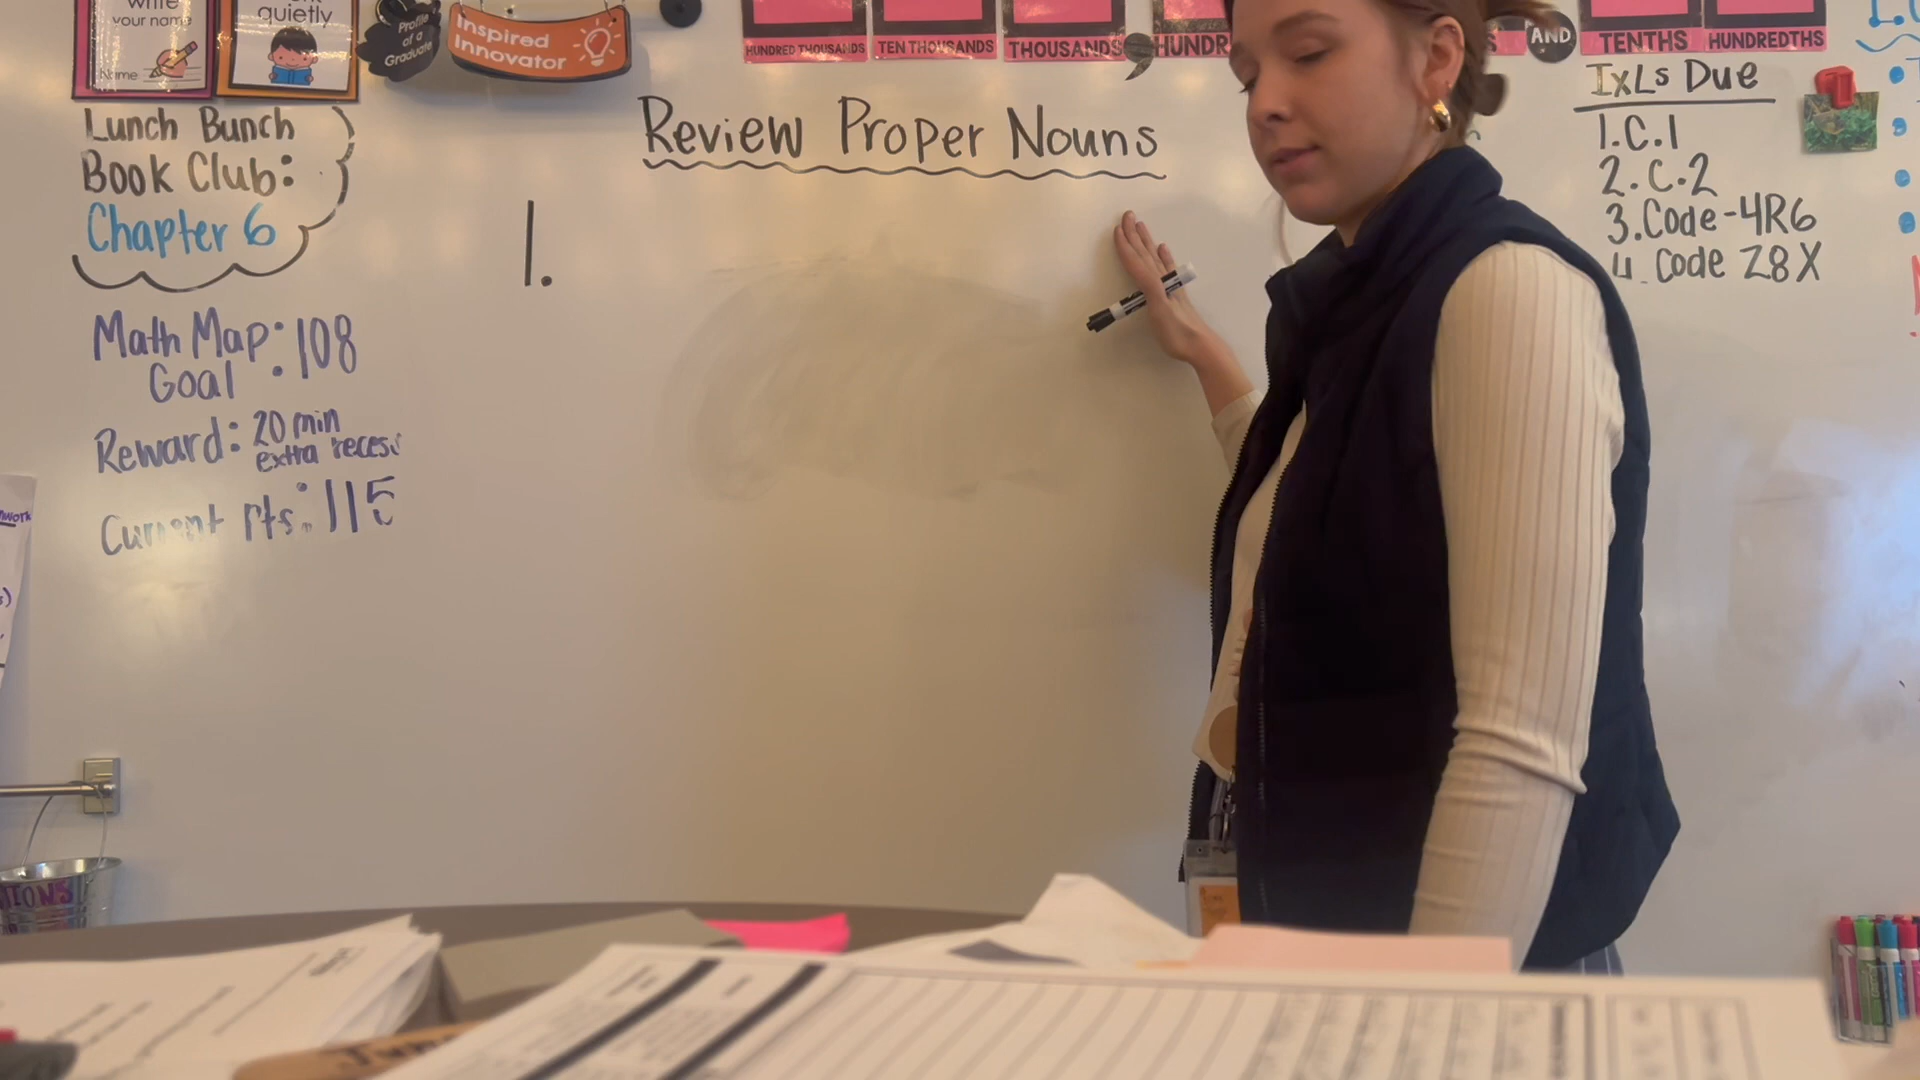 write
your name
Name
quietly
Profile
of a
Graduate
Inspired
Innovator
HUNDRED THOUSANDS
TEN THOUSANDS
THOUSANDS
,
HUNDR
S
AND
TENTHS
HUNDREDTHS
Lunch Bunch
Book Club:
Chapter 6
Math Map: 108
Goal
Reward: 20 min
extra recess
Current pts: 115
Review Proper Nouns
1.
IXLs Due
1.C.1
2.C.2
3.Code-4R6
4. Code Z8X
TIONS